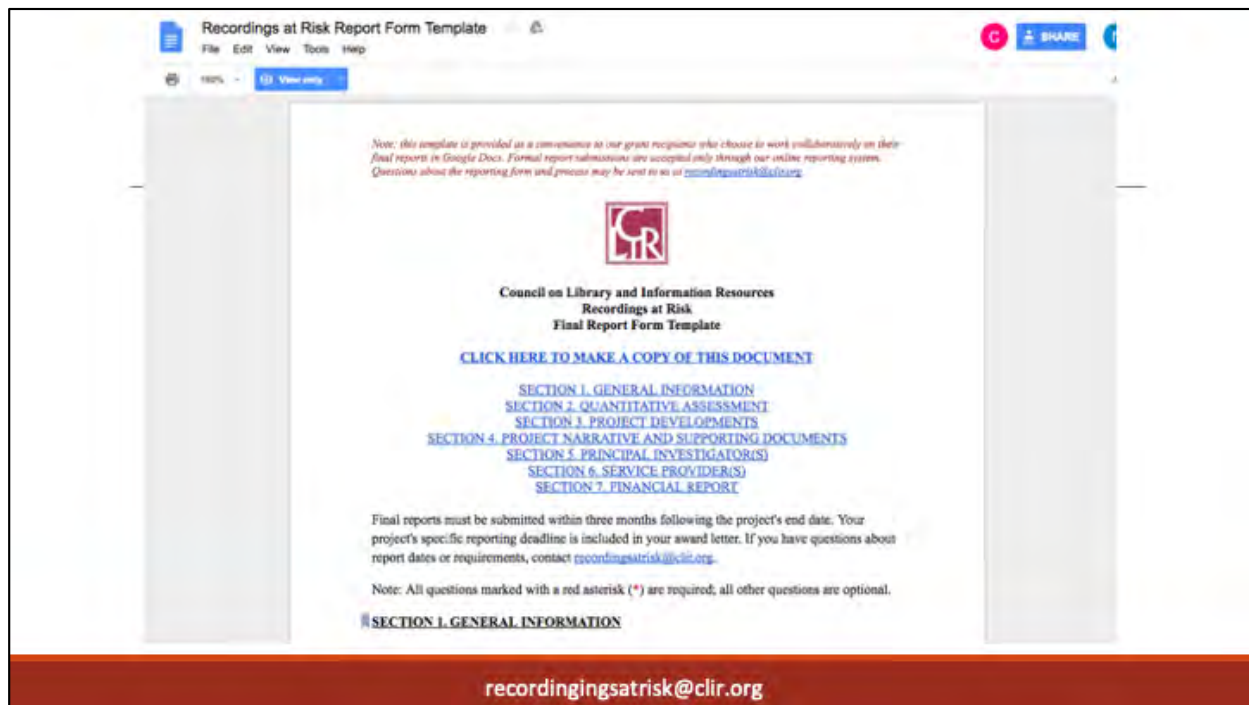 Recordings at Risk Report Form Template
File Edit View Tools Help
C
SHARE
100%
View only
Note: this template is provided as a convenience to our grant recipients who choose to work collaboratively on their
final reports in Google Docs. Formal report submissions are accepted only through our online reporting system.
Questions about the reporting form and process may be sent to us at recordingsatrisk@clir.org.
CLIR
Council on Library and Information Resources
Recordings at Risk
Final Report Form Template
CLICK HERE TO MAKE A COPY OF THIS DOCUMENT
SECTION 1. GENERAL INFORMATION
SECTION 2. QUANTITATIVE ASSESSMENT
SECTION 3. PROJECT DEVELOPMENTS
SECTION 4. PROJECT NARRATIVE AND SUPPORTING DOCUMENTS
SECTION 5. PRINCIPAL INVESTIGATOR(S)
SECTION 6. SERVICE PROVIDER(S)
SECTION 7. FINANCIAL REPORT
Final reports must be submitted within three months following the project's end date. Your
project's specific reporting deadline is included in your award letter. If you have questions about
report dates or requirements, contact recordingsatrisk@clir.org.
Note: All questions marked with a red asterisk (*) are required; all other questions are optional.
SECTION 1. GENERAL INFORMATION
recordingingsatrisk@clir.org